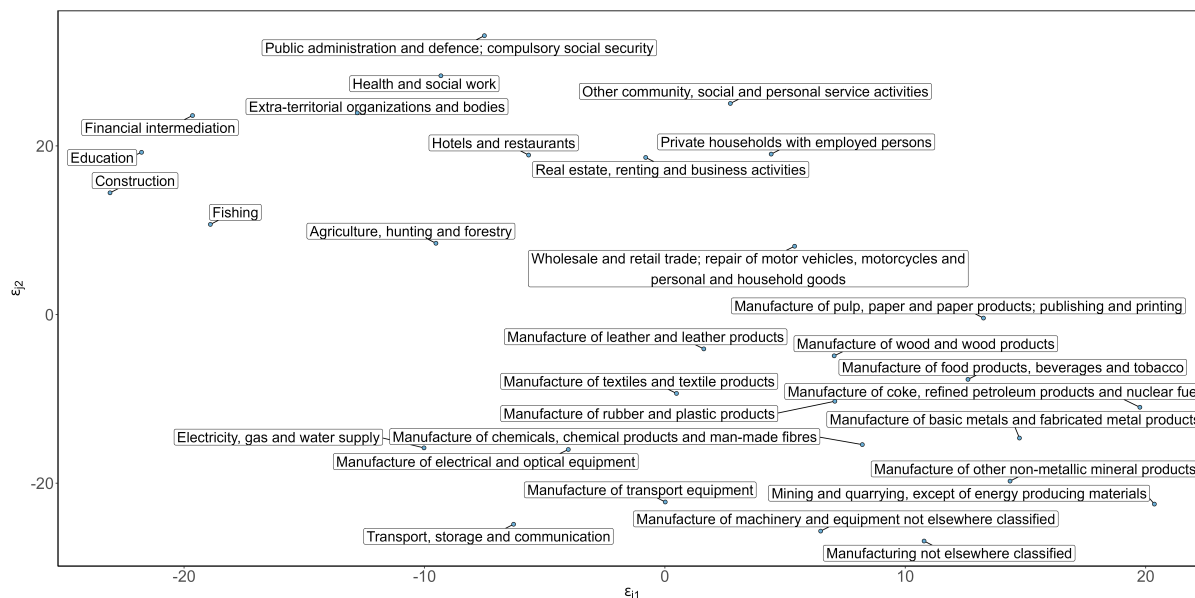 Public administration and defence; compulsory social security
Health and social work
Other community, social and personal service activities
Extra-territorial organizations and bodies
Financial intermediation
20
Hotels and restaurants
Private households with employed persons
Education
Real estate, renting and business activities
Construction
Fishing
Agriculture, hunting and forestry
Wholesale and retail trade; repair of motor vehicles, motorcycles and
personal and household goods
εj2
0
Manufacture of pulp, paper and paper products; publishing and printing
Manufacture of leather and leather products
Manufacture of wood and wood products
Manufacture of food products, beverages and tobacco
Manufacture of textiles and textile products
Manufacture of coke, refined petroleum products and nuclear fue
Manufacture of rubber and plastic products
Manufacture of basic metals and fabricated metal products
Electricity, gas and water supply
Manufacture of chemicals, chemical products and man-made fibres
Manufacture of electrical and optical equipment
Manufacture of other non-metallic mineral products
-20
Manufacture of transport equipment
Mining and quarrying, except of energy producing materials
Manufacture of machinery and equipment not elsewhere classified
Transport, storage and communication
Manufacturing not elsewhere classified
-20 -10 0 10 20
εj1